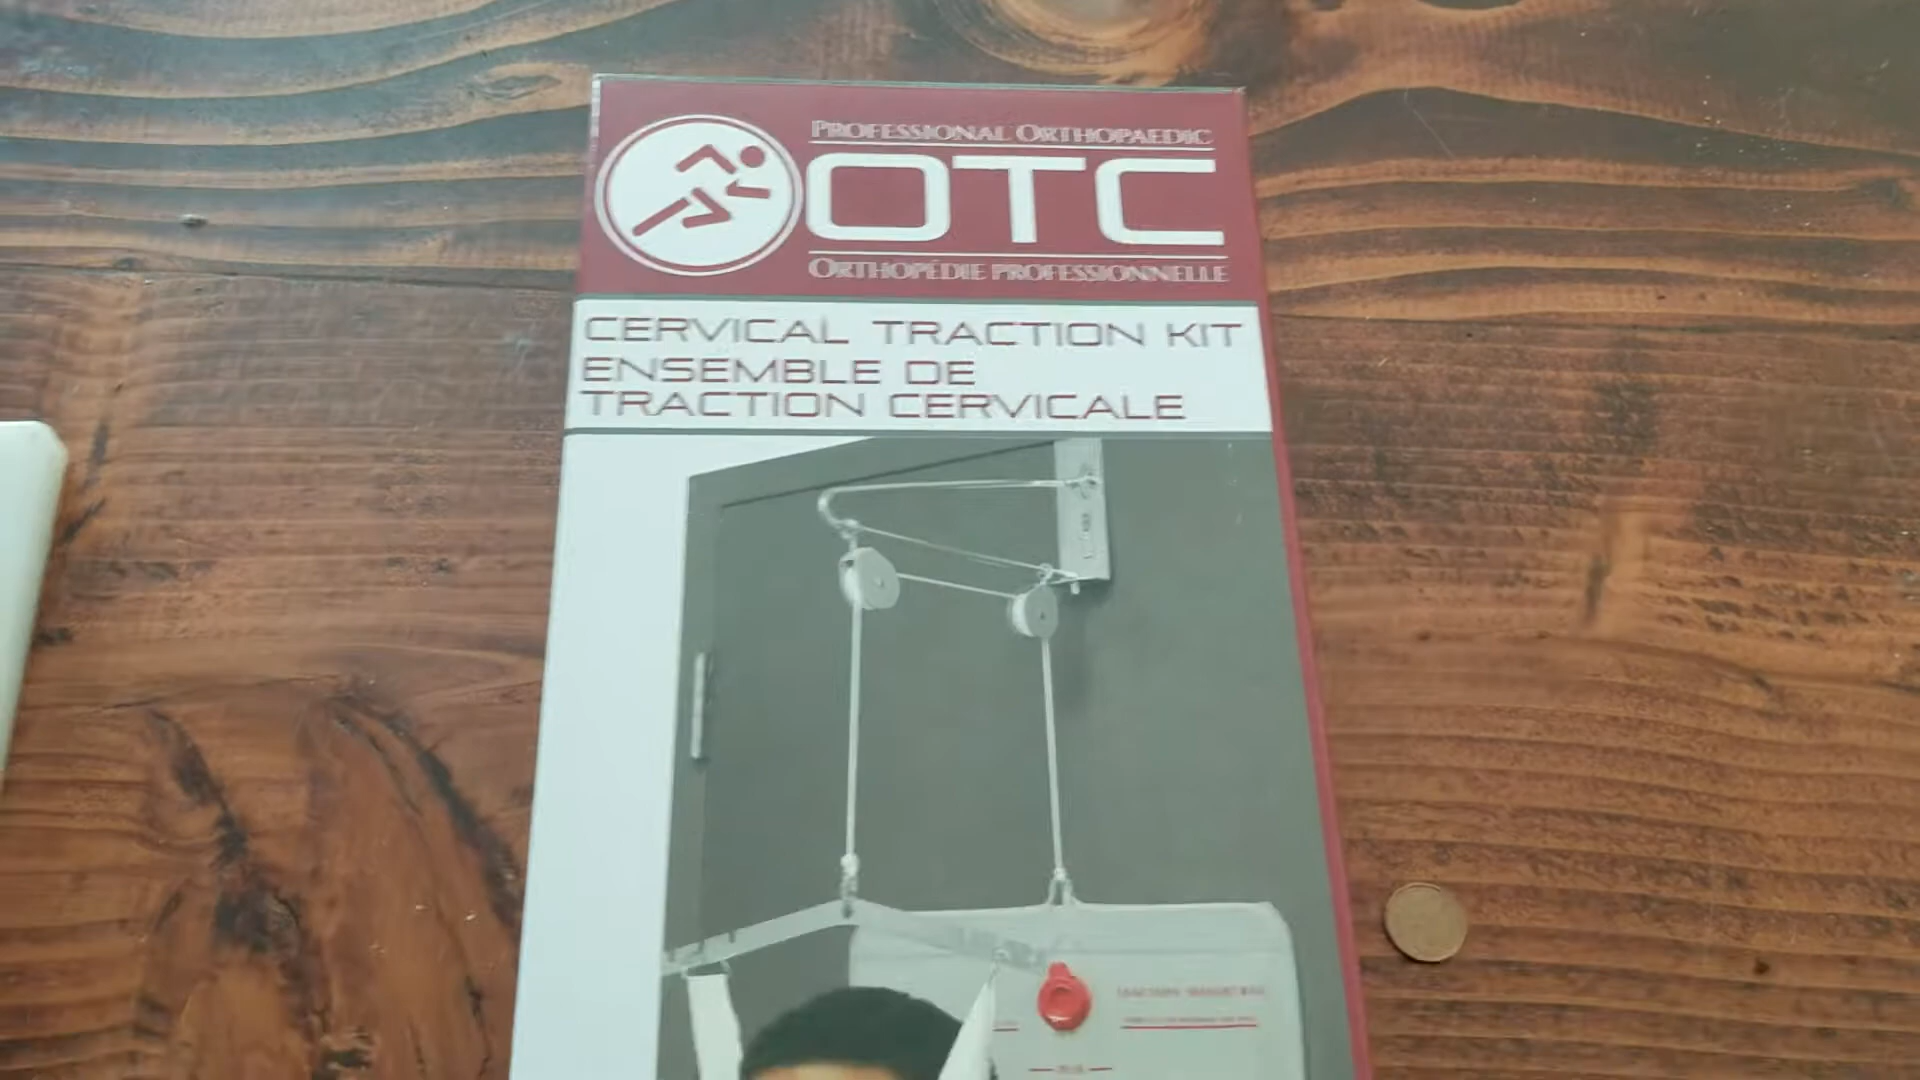 PROFESSIONAL ORTHOPAEDIC
OTC
ORTHOPÉDIE PROFESSIONNELLE
CERVICAL TRACTION KIT
ENSEMBLE DE
TRACTION CERVICALE